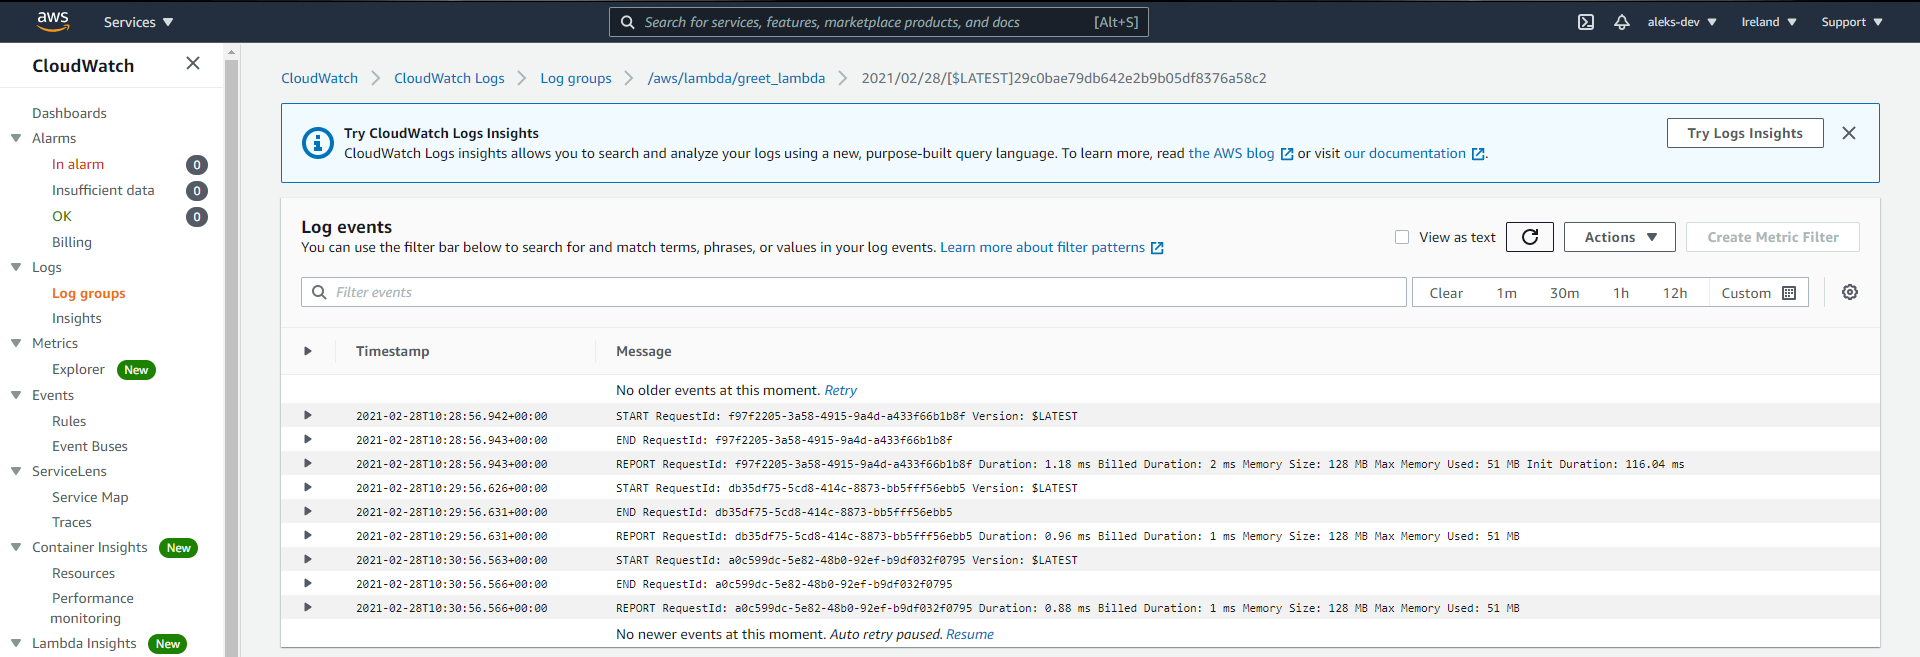 aws Services Search for services, features, marketplace products, and docs [Alt+S] aleks-dev Ireland Support
CloudWatch
Dashboards
Alarms
In alarm 0
Insufficient data 0
OK 0
Billing
Logs
Log groups
Insights
Metrics
Explorer New
Events
Rules
Event Buses
ServiceLens
Service Map
Traces
Container Insights New
Resources
Performance
monitoring
Lambda Insights New
CloudWatch CloudWatch Logs Log groups /aws/lambda/greet_lambda 2021/02/28/[$LATEST]29c0bae79db642e2b9b05df8376a58c2
Try CloudWatch Logs Insights
CloudWatch Logs insights allows you to search and analyze your logs using a new, purpose-built query language. To learn more, read the AWS blog or visit our documentation .
Try Logs Insights
Log events
You can use the filter bar below to search for and match terms, phrases, or values in your log events. Learn more about filter patterns
View as text Actions Create Metric Filter
Filter events Clear 1m 30m 1h 12h Custom
Timestamp Message
No older events at this moment. Retry
2021-02-28T10:28:56.942+00:00 START RequestId: f97f2205-3a58-4915-9a4d-a433f66b1b8f Version: $LATEST
2021-02-28T10:28:56.943+00:00 END RequestId: f97f2205-3a58-4915-9a4d-a433f66b1b8f
2021-02-28T10:28:56.943+00:00 REPORT RequestId: f97f2205-3a58-4915-9a4d-a433f66b1b8f Duration: 1.18 ms Billed Duration: 2 ms Memory Size: 128 MB Max Memory Used: 51 MB Init Duration: 116.04 ms
2021-02-28T10:29:56.626+00:00 START RequestId: db35df75-5cd8-414c-8873-bb5fff56ebb5 Version: $LATEST
2021-02-28T10:29:56.631+00:00 END RequestId: db35df75-5cd8-414c-8873-bb5fff56ebb5
2021-02-28T10:29:56.631+00:00 REPORT RequestId: db35df75-5cd8-414c-8873-bb5fff56ebb5 Duration: 0.96 ms Billed Duration: 1 ms Memory Size: 128 MB Max Memory Used: 51 MB
2021-02-28T10:30:56.563+00:00 START RequestId: a0c599dc-5e82-48b0-92ef-b9df032f0795 Version: $LATEST
2021-02-28T10:30:56.566+00:00 END RequestId: a0c599dc-5e82-48b0-92ef-b9df032f0795
2021-02-28T10:30:56.566+00:00 REPORT RequestId: a0c599dc-5e82-48b0-92ef-b9df032f0795 Duration: 0.88 ms Billed Duration: 1 ms Memory Size: 128 MB Max Memory Used: 51 MB
No newer events at this moment. Auto retry paused. Resume